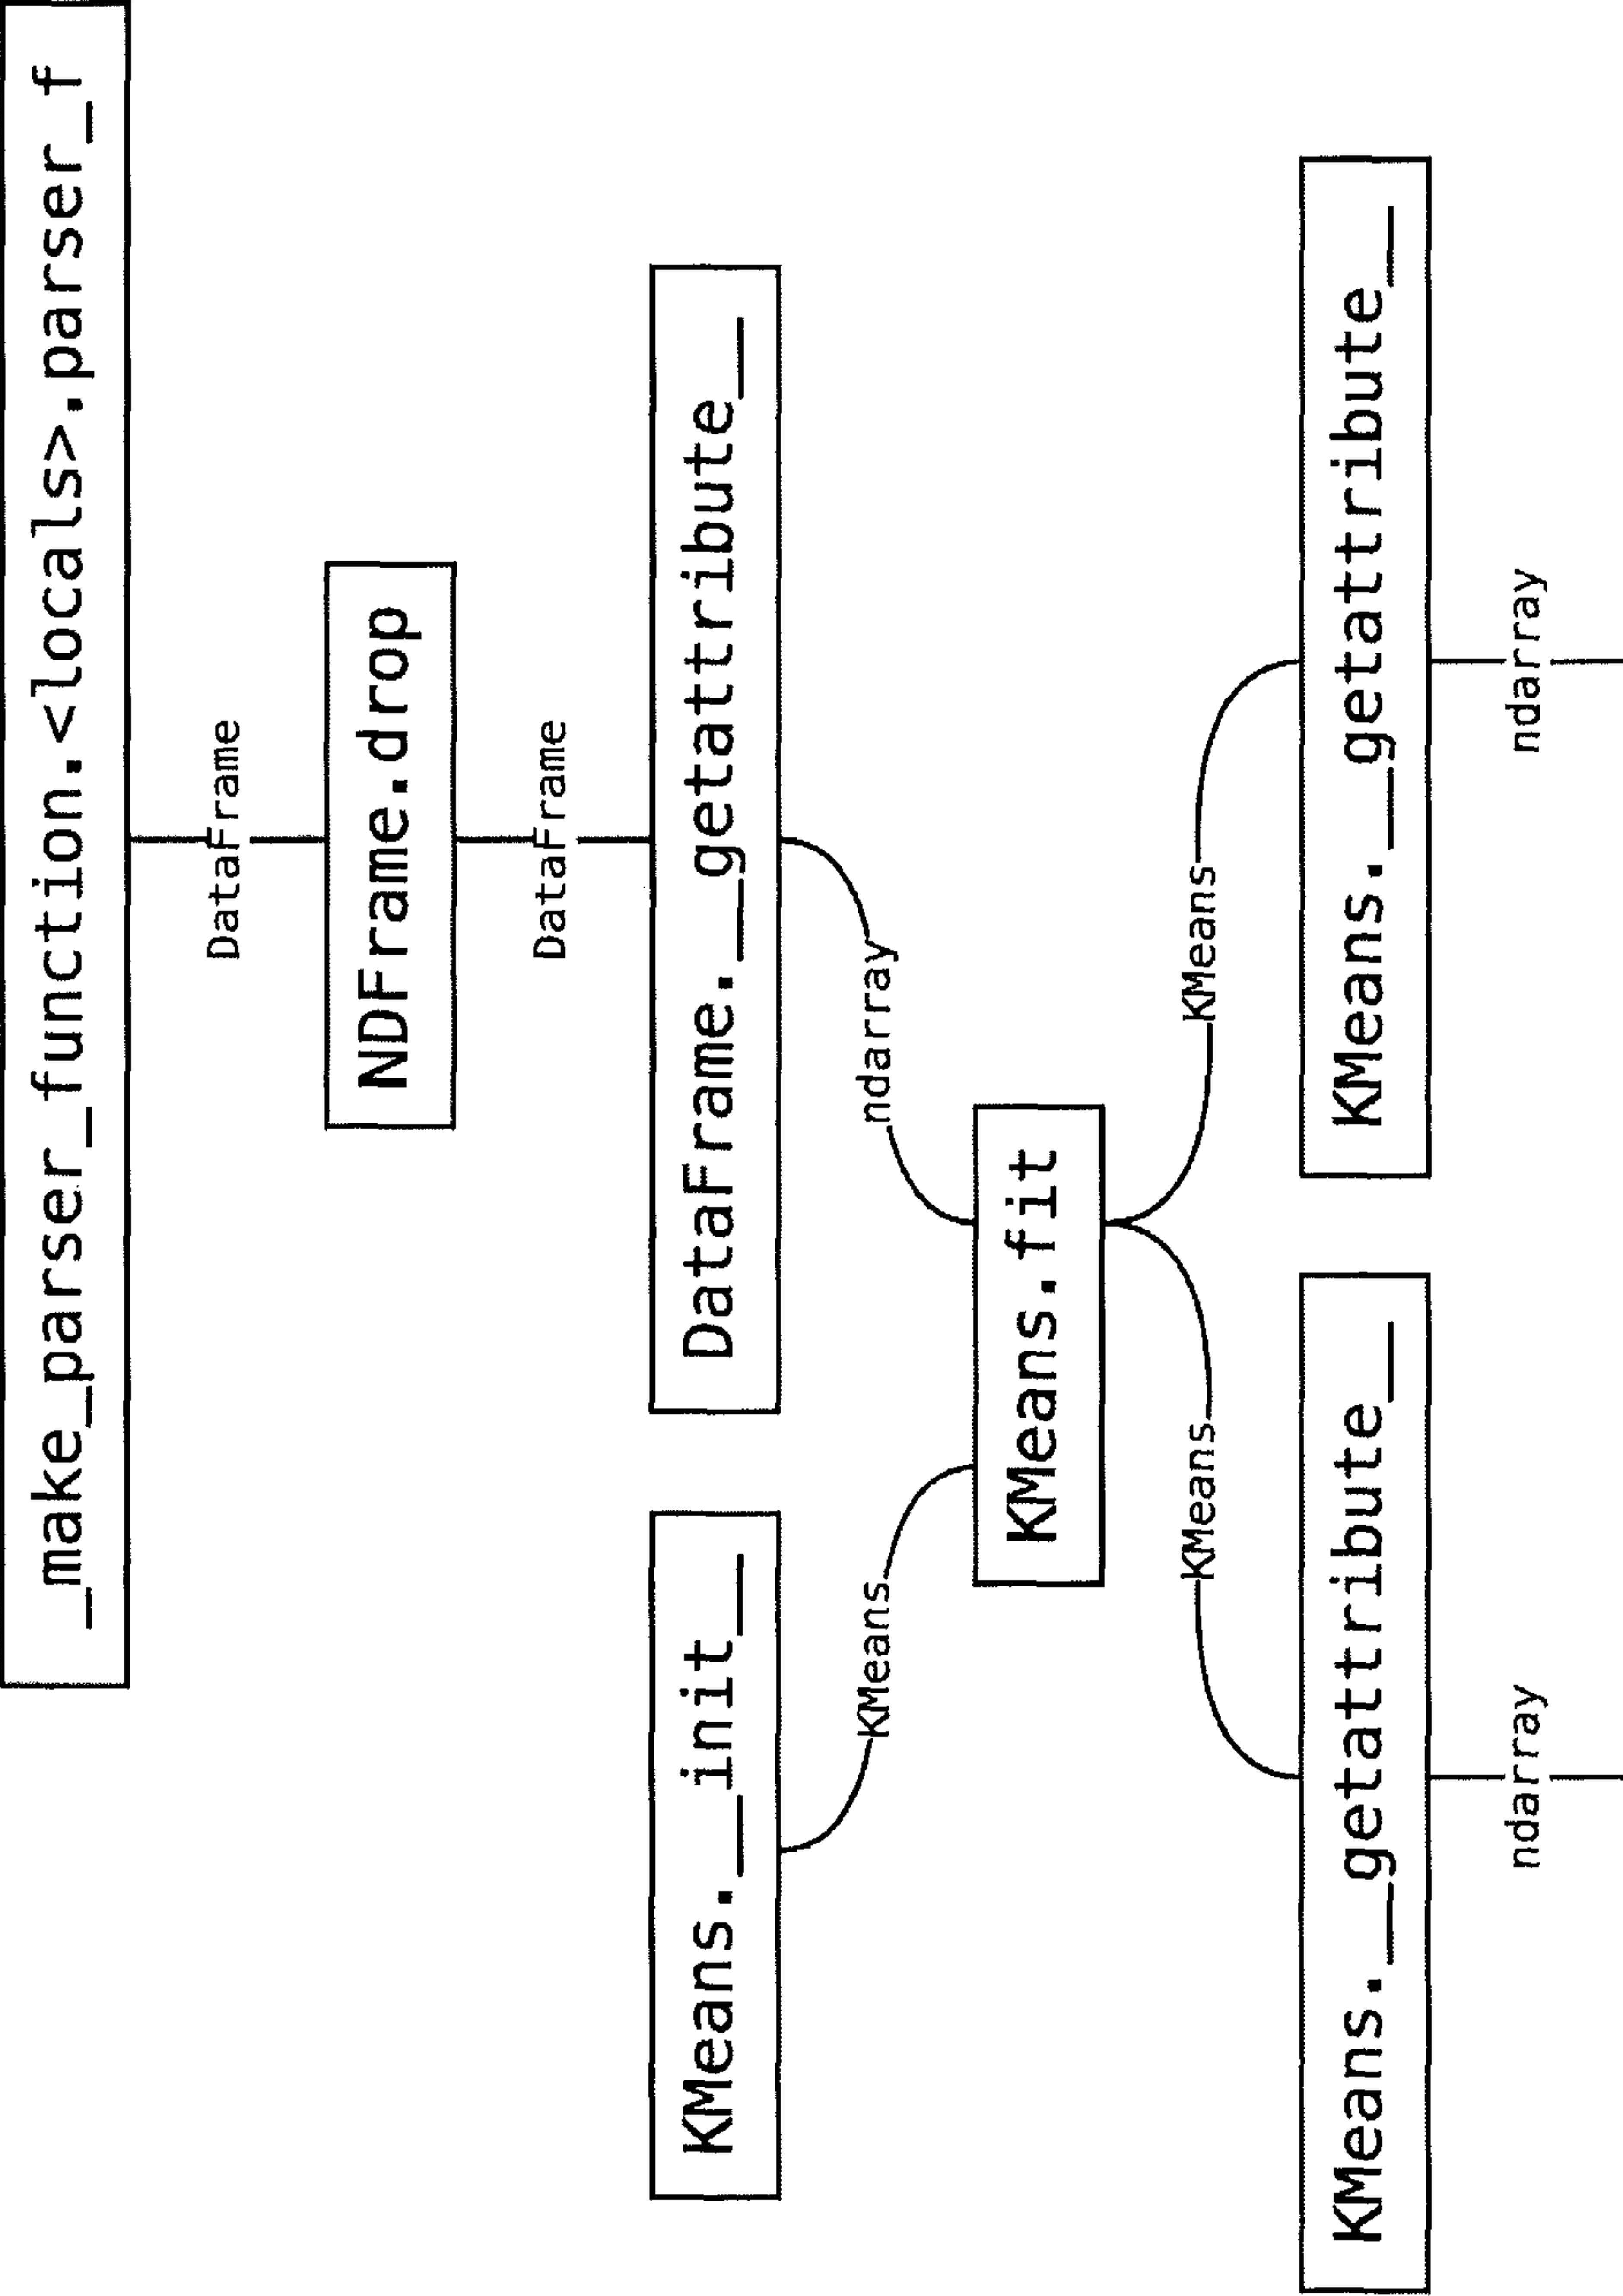 _make_parser_function.<locals>.parser_f
DataFrame
NDFrame.drop
DataFrame
KMeans.__init__
DataFrame.__getattribute__
KMeans
ndarray
KMeans.fit
KMeans
KMeans
KMeans.__getattribute__
KMeans.__getattribute__
ndarray
ndarray